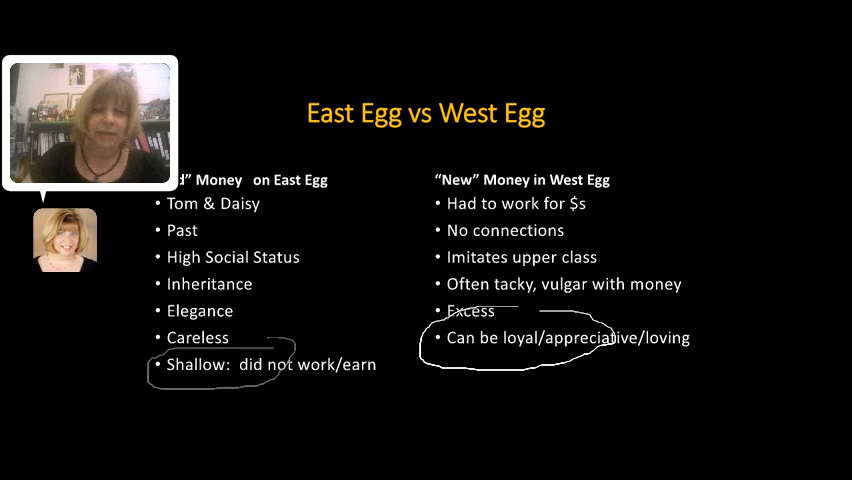 East Egg vs West Egg
d” Money on East Egg
• Tom & Daisy
• Past
• High Social Status
• Inheritance
• Elegance
• Careless
• Shallow: did not work/earn
“New” Money in West Egg
• Had to work for $s
• No connections
• Imitates upper class
• Often tacky, vulgar with money
• Excess
• Can be loyal/appreciative/loving